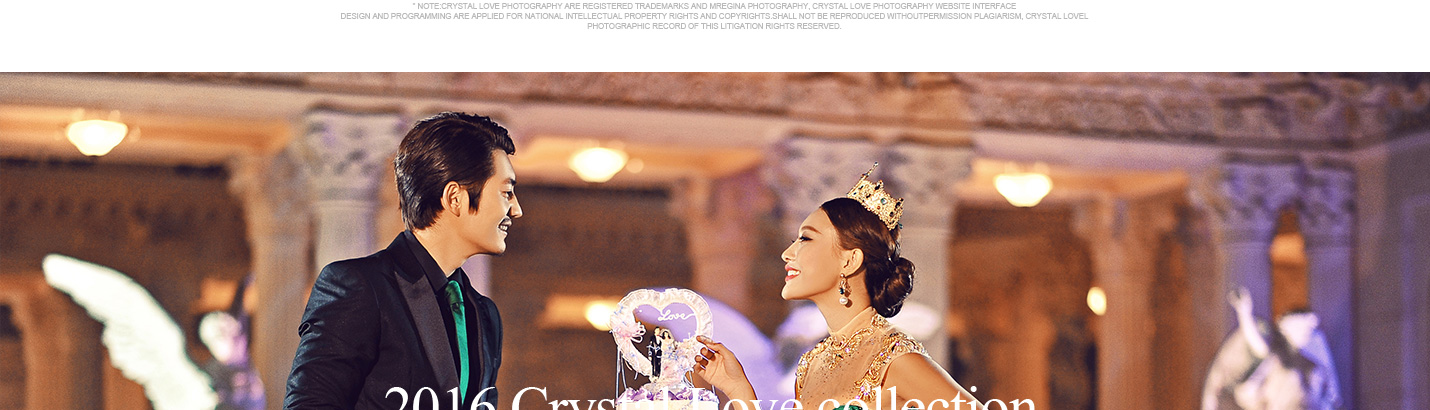 * NOTE:CRYSTAL LOVE PHOTOGRAPHY ARE REGISTERED TRADEMARKS AND MREGINA PHOTOGRAPHY, CRYSTAL LOVE PHOTOGRAPHY WEBSITE INTERFACE
DESIGN AND PROGRAMMING ARE APPLIED FOR NATIONAL INTELLECTUAL PROPERTY RIGHTS AND COPYRIGHTS.SHALL NOT BE REPRODUCED WITHOUTPERMISSION PLAGIARISM, CRYSTAL LOVEL
PHOTOGRAPHIC RECORD OF THIS LITIGATION RIGHTS RESERVED.
Love
2016 Crystal Love collection